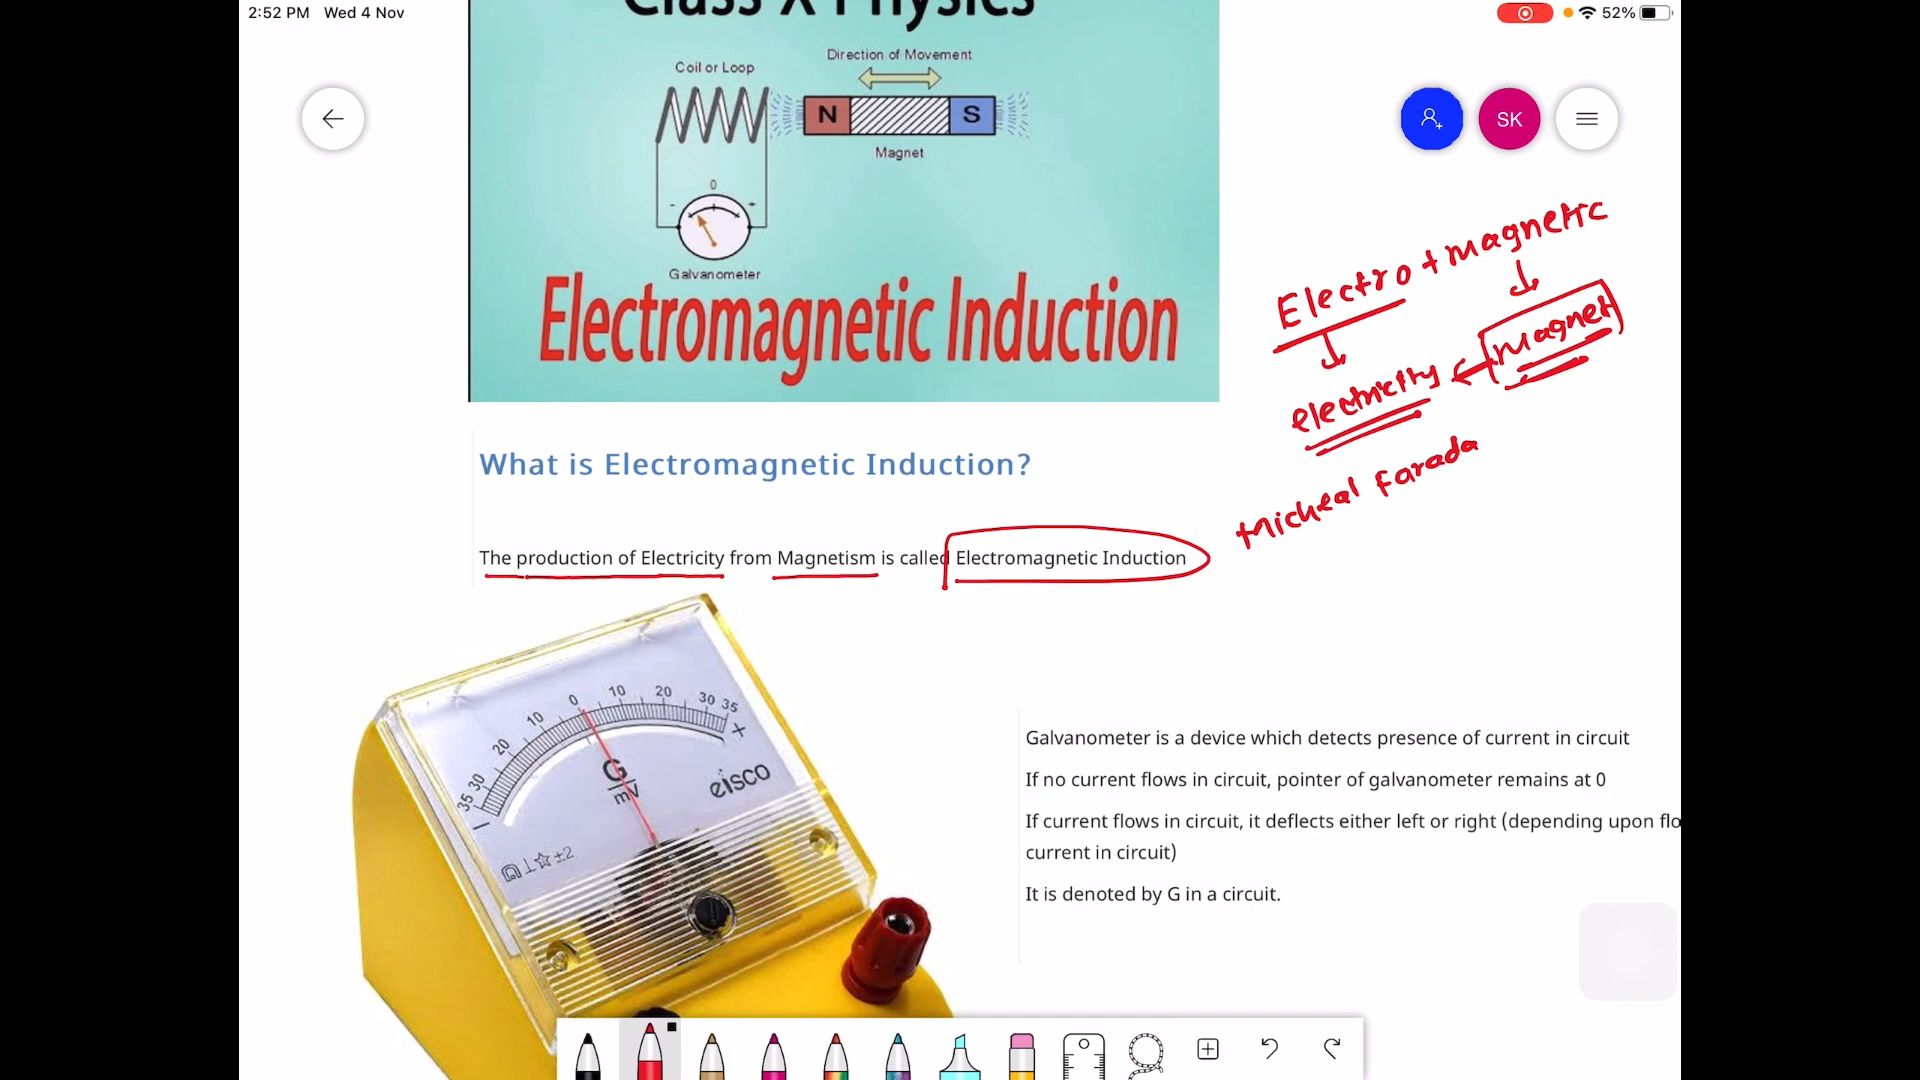 2:52 PM Wed 4 Nov
52%
Class X Physics
Direction of Movement
Coil or Loop
N S
Magnet
0
- +
Galvanometer
Electromagnetic Induction
SK
Electro + magnetic
magnet
electricity
Micheal Farada
What is Electromagnetic Induction?
The production of Electricity from Magnetism is called Electromagnetic Induction
35 30 20 10 0 10 20 30 35
- +
G
mV
eisco
±2
Galvanometer is a device which detects presence of current in circuit
If no current flows in circuit, pointer of galvanometer remains at 0
If current flows in circuit, it deflects either left or right (depending upon flo
current in circuit)
It is denoted by G in a circuit.